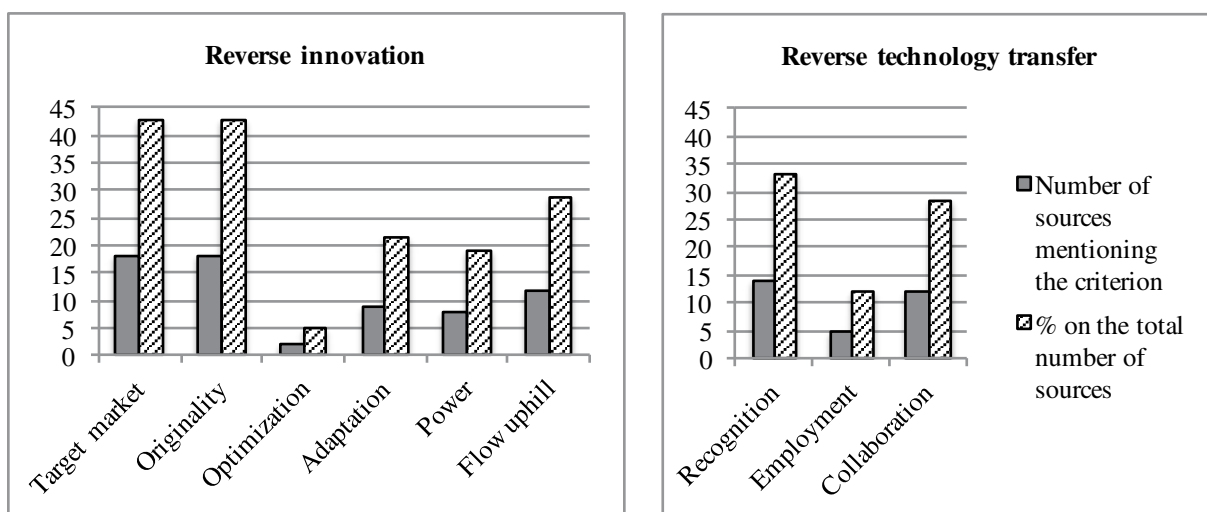 Reverse innovation
45
40
35
30
25
20
15
10
5
0
Target market
Originality
Optimization
Adaptation
Power
Flow uphill
Reverse technology transfer
45
40
35
30
25
20
15
10
5
0
Recognition
Employment
Collaboration
Number of
sources
mentioning
the criterion
% on the total
number of
sources